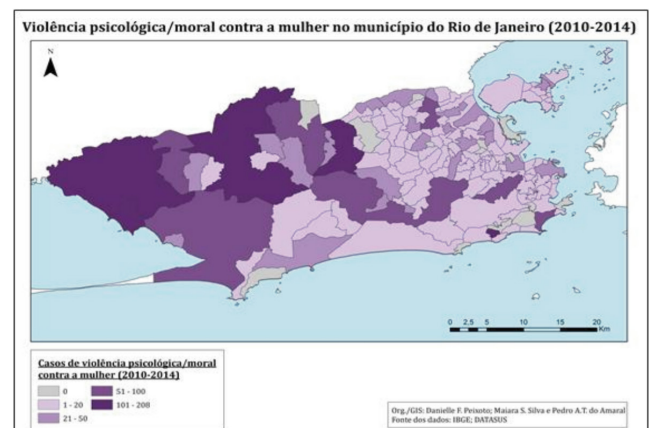 Violência psicológica/moral contra a mulher no município do Rio de Janeiro (2010-2014)
N
0 2,5 5 10 15 20
Km
Casos de violência psicológica/moral
contra a mulher (2010-2014)
0 51 - 100
1 - 20 101 - 208
21 - 50
Org./GIS: Danielle F. Peixoto; Maiara S. Silva e Pedro A.T. do Amaral
Fonte dos dados: IBGE; DATASUS